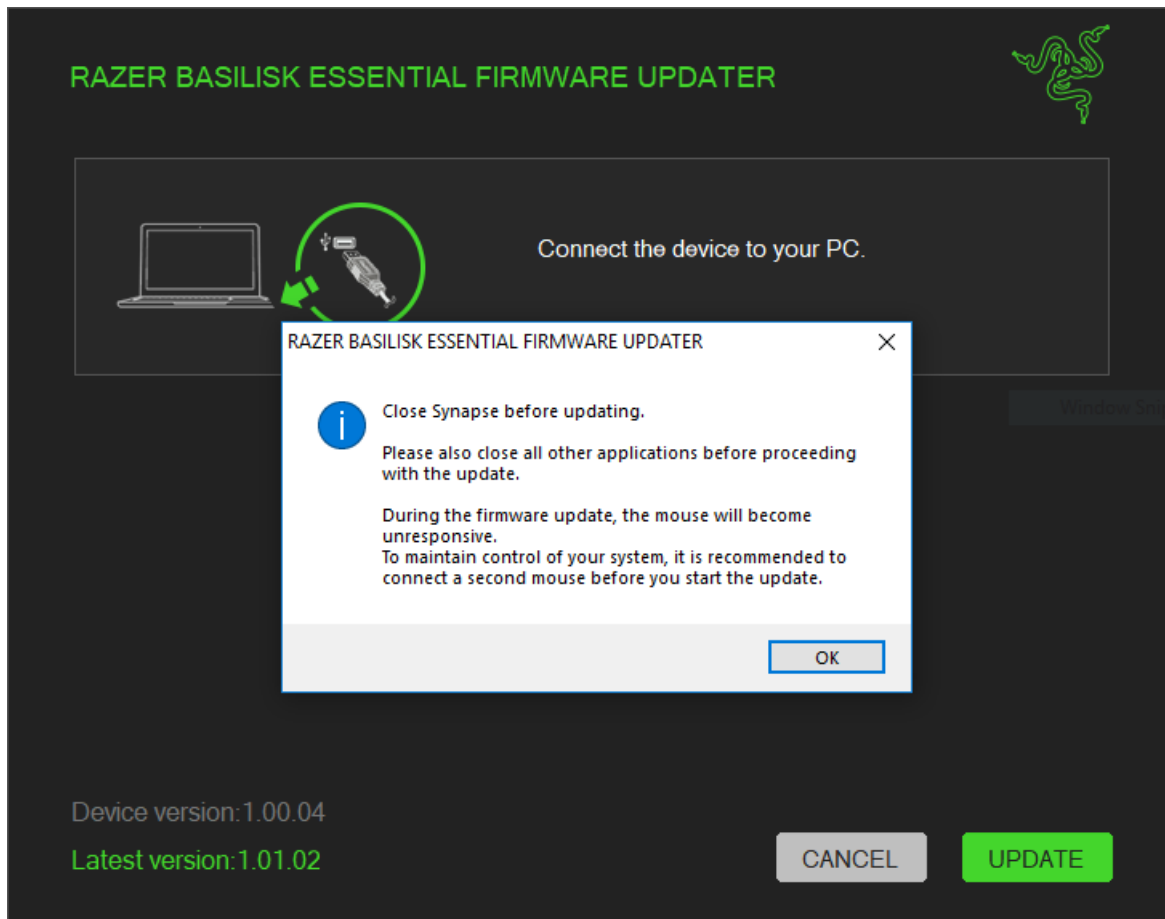 RAZER BASILISK ESSENTIAL FIRMWARE UPDATER
Connect the device to your PC.
RAZER BASILISK ESSENTIAL FIRMWARE UPDATER
Close Synapse before updating.
Please also close all other applications before proceeding
with the update.
During the firmware update, the mouse will become
unresponsive.
To maintain control of your system, it is recommended to
connect a second mouse before you start the update.
OK
Window Sni
Device version:1.00.04
Latest version:1.01.02
CANCEL
UPDATE